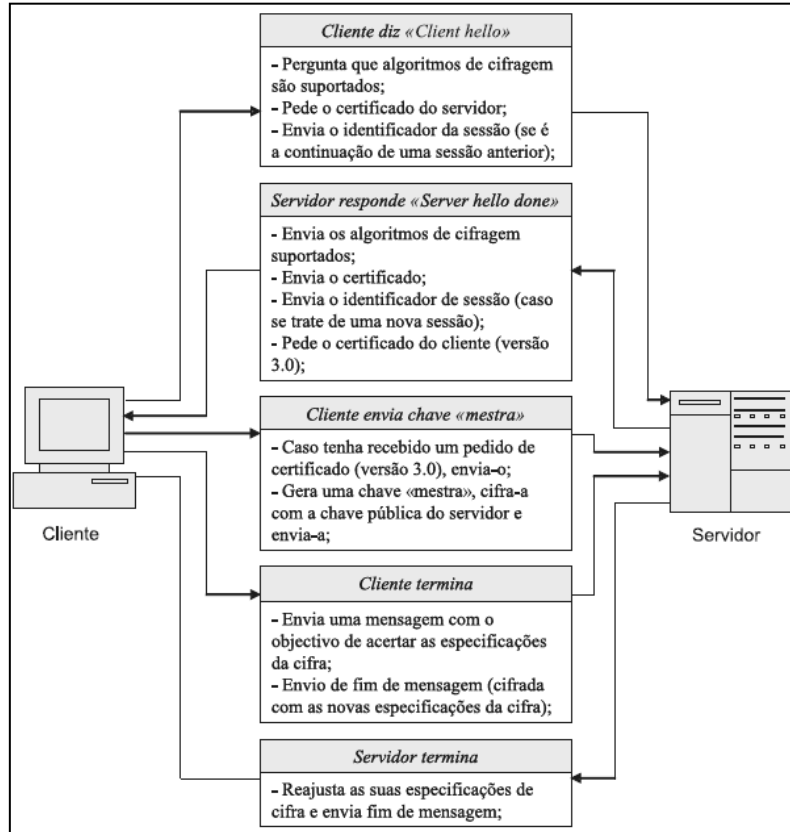 Cliente diz «Client hello»
- Pergunta que algoritmos de cifragem
são suportados;
- Pede o certificado do servidor;
- Envia o identificador da sessão (se é
a continuação de uma sessão anterior);
Servidor responde «Server hello done»
- Envia os algoritmos de cifragem
suportados;
- Envia o certificado;
- Envia o identificador de sessão (caso
se trate de uma nova sessão);
- Pede o certificado do cliente (versão
3.0);
Cliente envia chave «mestra»
- Caso tenha recebido um pedido de
certificado (versão 3.0), envia-o;
- Gera uma chave «mestra», cifra-a
com a chave pública do servidor e
envia-a;
Cliente
Servidor
Cliente termina
- Envia uma mensagem com o
objectivo de acertar as especificações
da cifra;
- Envio de fim de mensagem (cifrada
com as novas especificações da cifra);
Servidor termina
- Reajusta as suas especificações de
cifra e envia fim de mensagem;